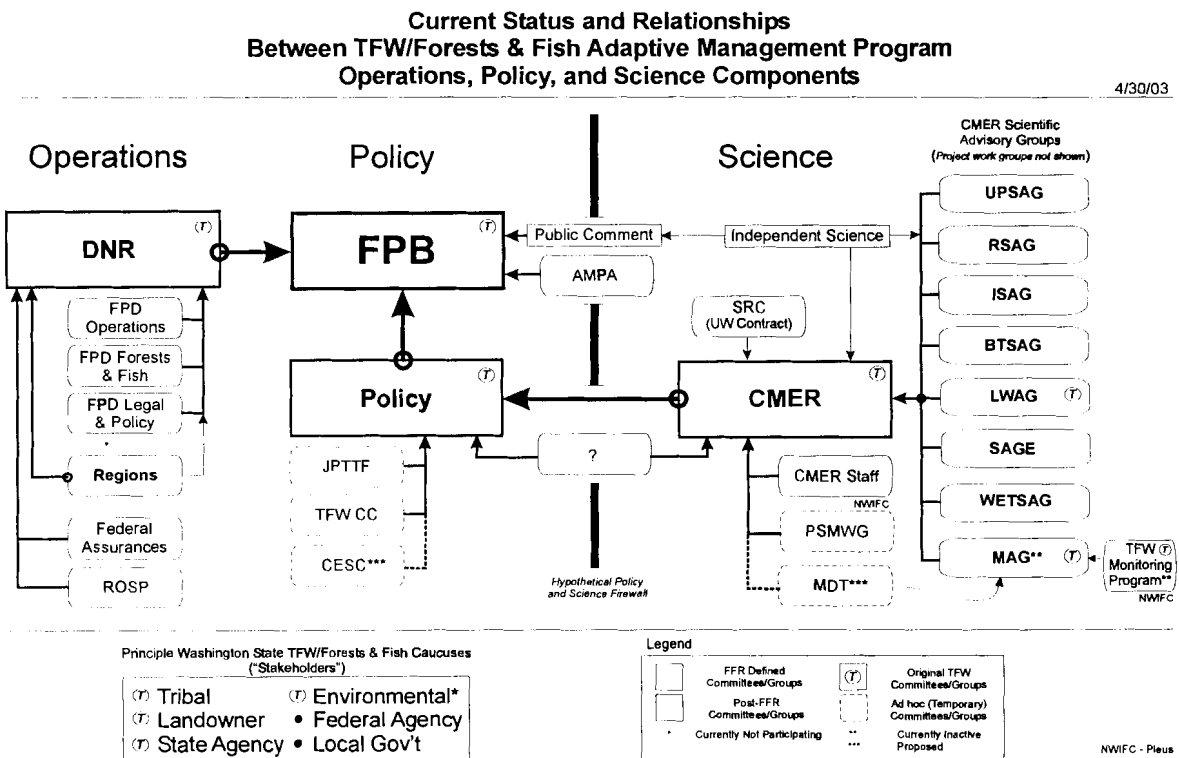 Current Status and Relationships
Between TFW/Forests & Fish Adaptive Management Program
Operations, Policy, and Science Components
4/30/03
Operations
Policy
Science
CMER Scientific
Advisory Groups
(Project work groups not shown)
DNR
T
FPB
T
Public Comment
Independent Science
AMPA
SRC
(UW Contract)
FPD
Operations
FPD Forests
& Fish
FPD Legal
& Policy
Regions
Federal
Assurances
ROSP
Policy
T
CMER
T
JPTTF
TFW CC
CESC***
?
CMER Staff
NWIFC
PSMWG
MDT***
Hypothetical Policy
and Science Firewall
UPSAG
RSAG
ISAG
BTSAG
LWAG T
SAGE
WETSAG
MAG** T
TFW T
Monitoring
Program**
NWIFC
Principle Washington State TFW/Forests & Fish Caucuses
("Stakeholders")
T Tribal
T Environmental*
T Landowner
• Federal Agency
T State Agency
• Local Gov't
Legend
FFR Defined
Committees/Groups
T
Original TFW
Committees/Groups
Post-FFR
Committees/Groups
Ad hoc (Temporary)
Committees/Groups
* Currently Not Participating
** Currently Inactive
*** Proposed
NWIFC - Pleus